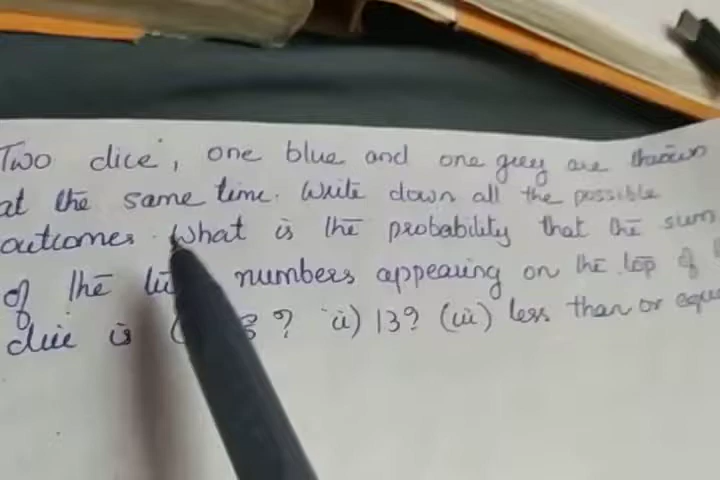 Two dice, one blue and one grey are thrown
at the same time. Write down all the possible
outcomes. What is the probability that the sum
of the numbers appearing on the top of
dice is ( 8 ? ii) 13? (iii) less than or